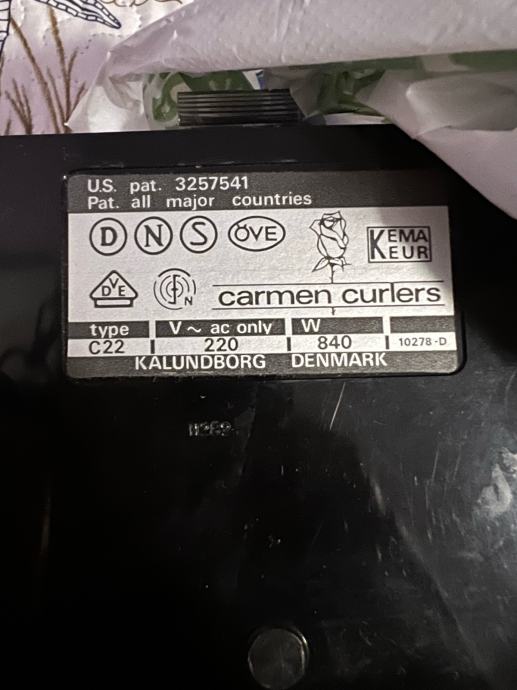 U.S. pat. 3257541
Pat. all major countries
D N S ÖVE KEMA KEUR
DVE N
carmen curlers
type V~ ac only W
C22 220 840 10278-D
KALUNDBORG DENMARK